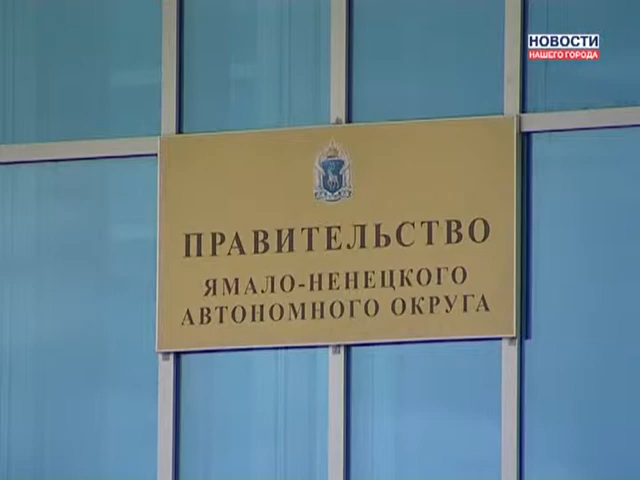 НОВОСТИ
НАШЕГО ГОРОДА
ПРАВИТЕЛЬСТВО
ЯМАЛО-НЕНЕЦКОГО
АВТОНОМНОГО ОКРУГА